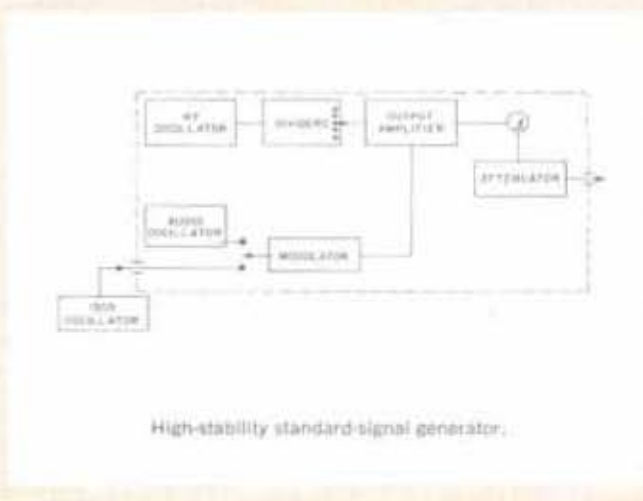 RF
OSCILLATOR
DIVIDERS
OUTPUT
AMPLIFIER
ATTENUATOR
AUDIO
OSCILLATOR
MODULATOR
OSCILLATOR
High-stability standard-signal generator.